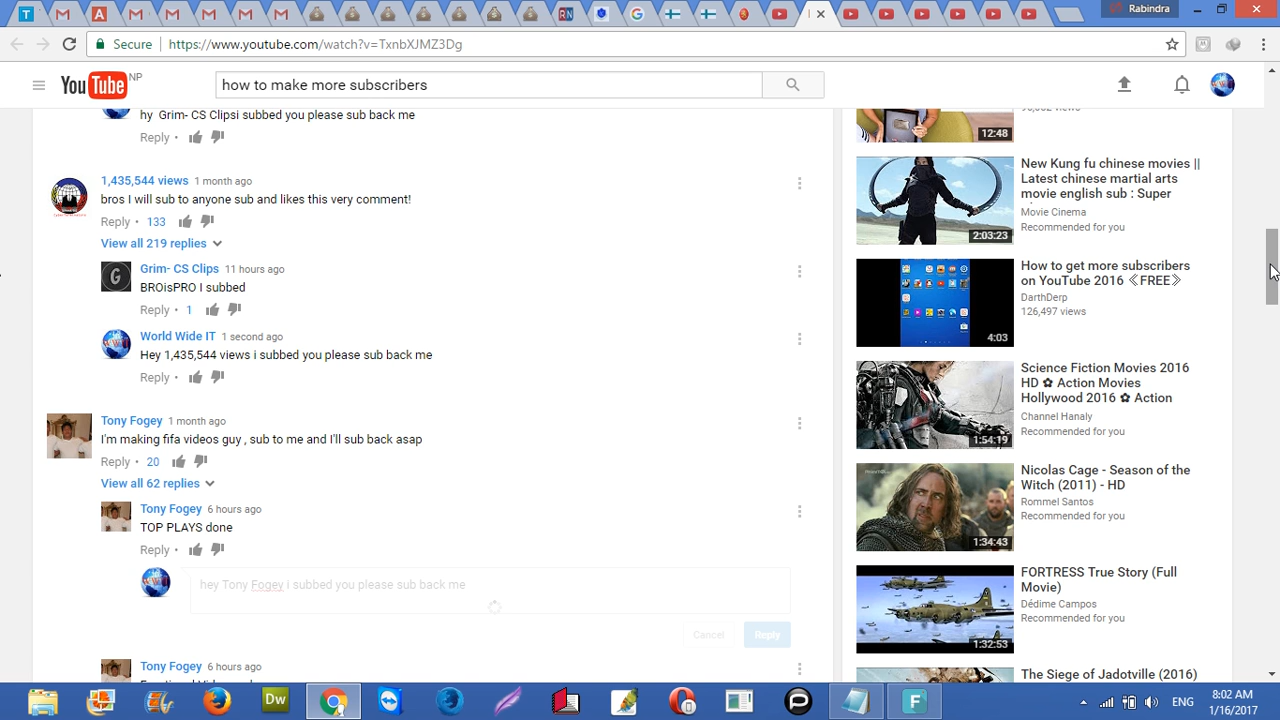 Rabindra
Secure
https://www.youtube.com/watch?v=TxnbXJMZ3Dg
YouTube NP
how to make more subscribers
hy Grim- CS Clipsi subbed you please sub back me
Reply •
1,435,544 views 1 month ago
bros I will sub to anyone sub and likes this very comment!
Reply • 133
View all 219 replies
Grim- CS Clips 11 hours ago
BROisPRO I subbed
Reply • 1
World Wide IT 1 second ago
Hey 1,435,544 views i subbed you please sub back me
Reply •
Tony Fogey 1 month ago
I'm making fifa videos guy , sub to me and I'll sub back asap
Reply • 20
View all 62 replies
Tony Fogey 6 hours ago
TOP PLAYS done
Reply •
hey Tony Fogey i subbed you please sub back me
Cancel
Reply
Tony Fogey 6 hours ago
12:48
New Kung fu chinese movies ||
Latest chinese martial arts
movie english sub : Super
Movie Cinema
Recommended for you
2:03:23
How to get more subscribers
on YouTube 2016 《FREE》
DarthDerp
126,497 views
4:03
Science Fiction Movies 2016
HD ✿ Action Movies
Hollywood 2016 ✿ Action
Channel Hanaly
Recommended for you
1:54:19
Nicolas Cage - Season of the
Witch (2011) - HD
Rommel Santos
Recommended for you
1:34:43
FORTRESS True Story (Full
Movie)
Dédime Campos
Recommended for you
1:32:53
The Siege of Jadotville (2016)
Dw
F
ENG
8:02 AM
1/16/2017